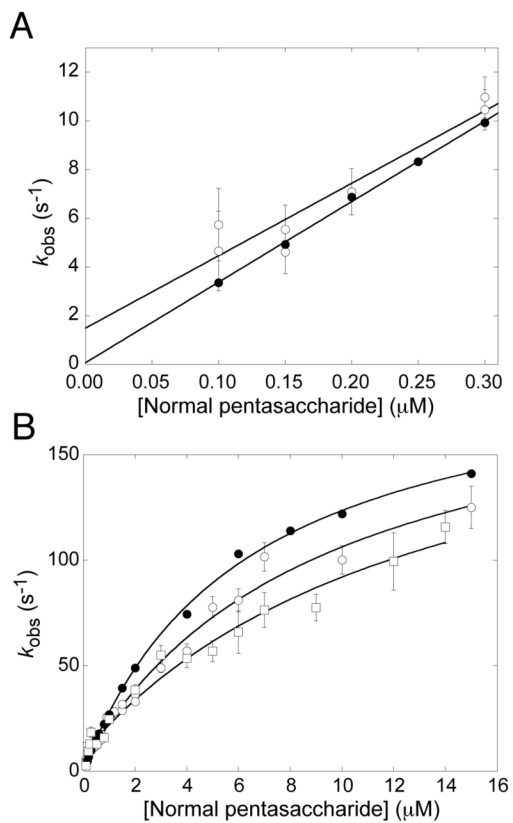 A
12
10
8
6
4
2
0
kobs (s-1)
0.00 0.05 0.10 0.15 0.20 0.25 0.30
[Normal pentasaccharide] (μM)
B
150
100
50
0
kobs (s-1)
0 2 4 6 8 10 12 14 16
[Normal pentasaccharide] (μM)